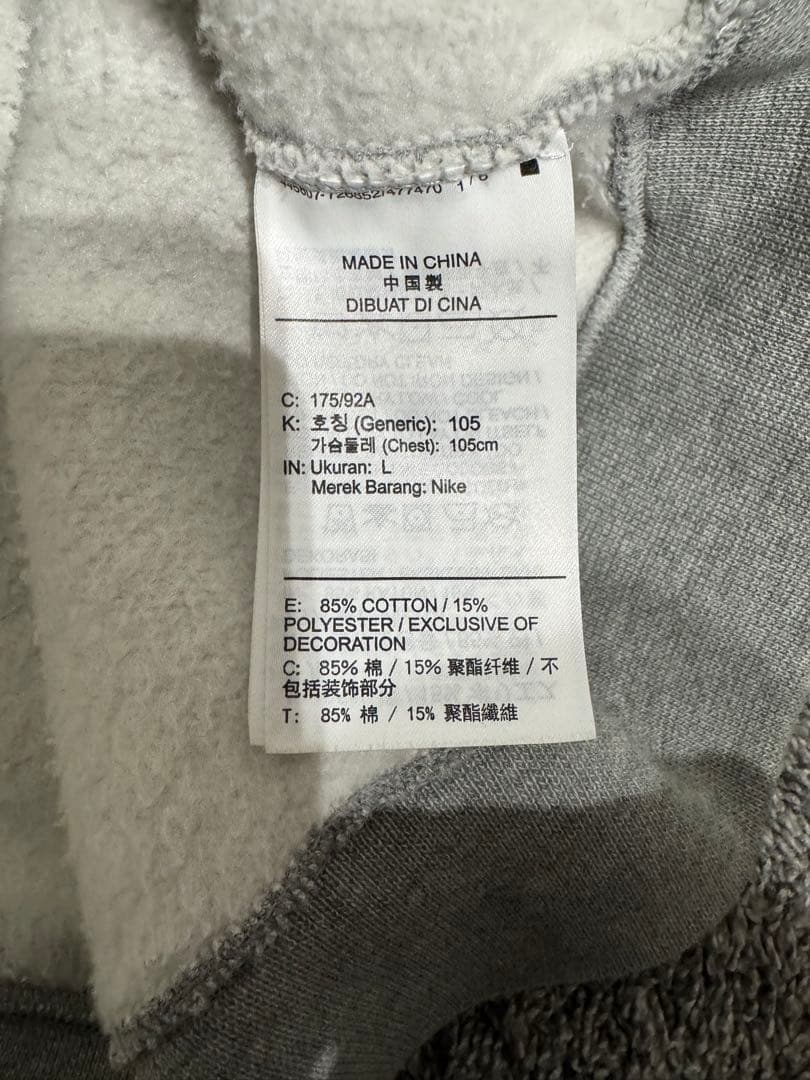 1 / 6
MADE IN CHINA
中国製
DIBUAT DI CINA
C: 175/92A
K: 호칭 (Generic): 105
가슴둘레 (Chest): 105cm
IN: Ukuran: L
Merek Barang: Nike
E: 85% COTTON / 15%
POLYESTER / EXCLUSIVE OF
DECORATION
C: 85% 棉 / 15% 聚酯纤维 / 不
包括装饰部分
T: 85% 棉 / 15% 聚酯纖維